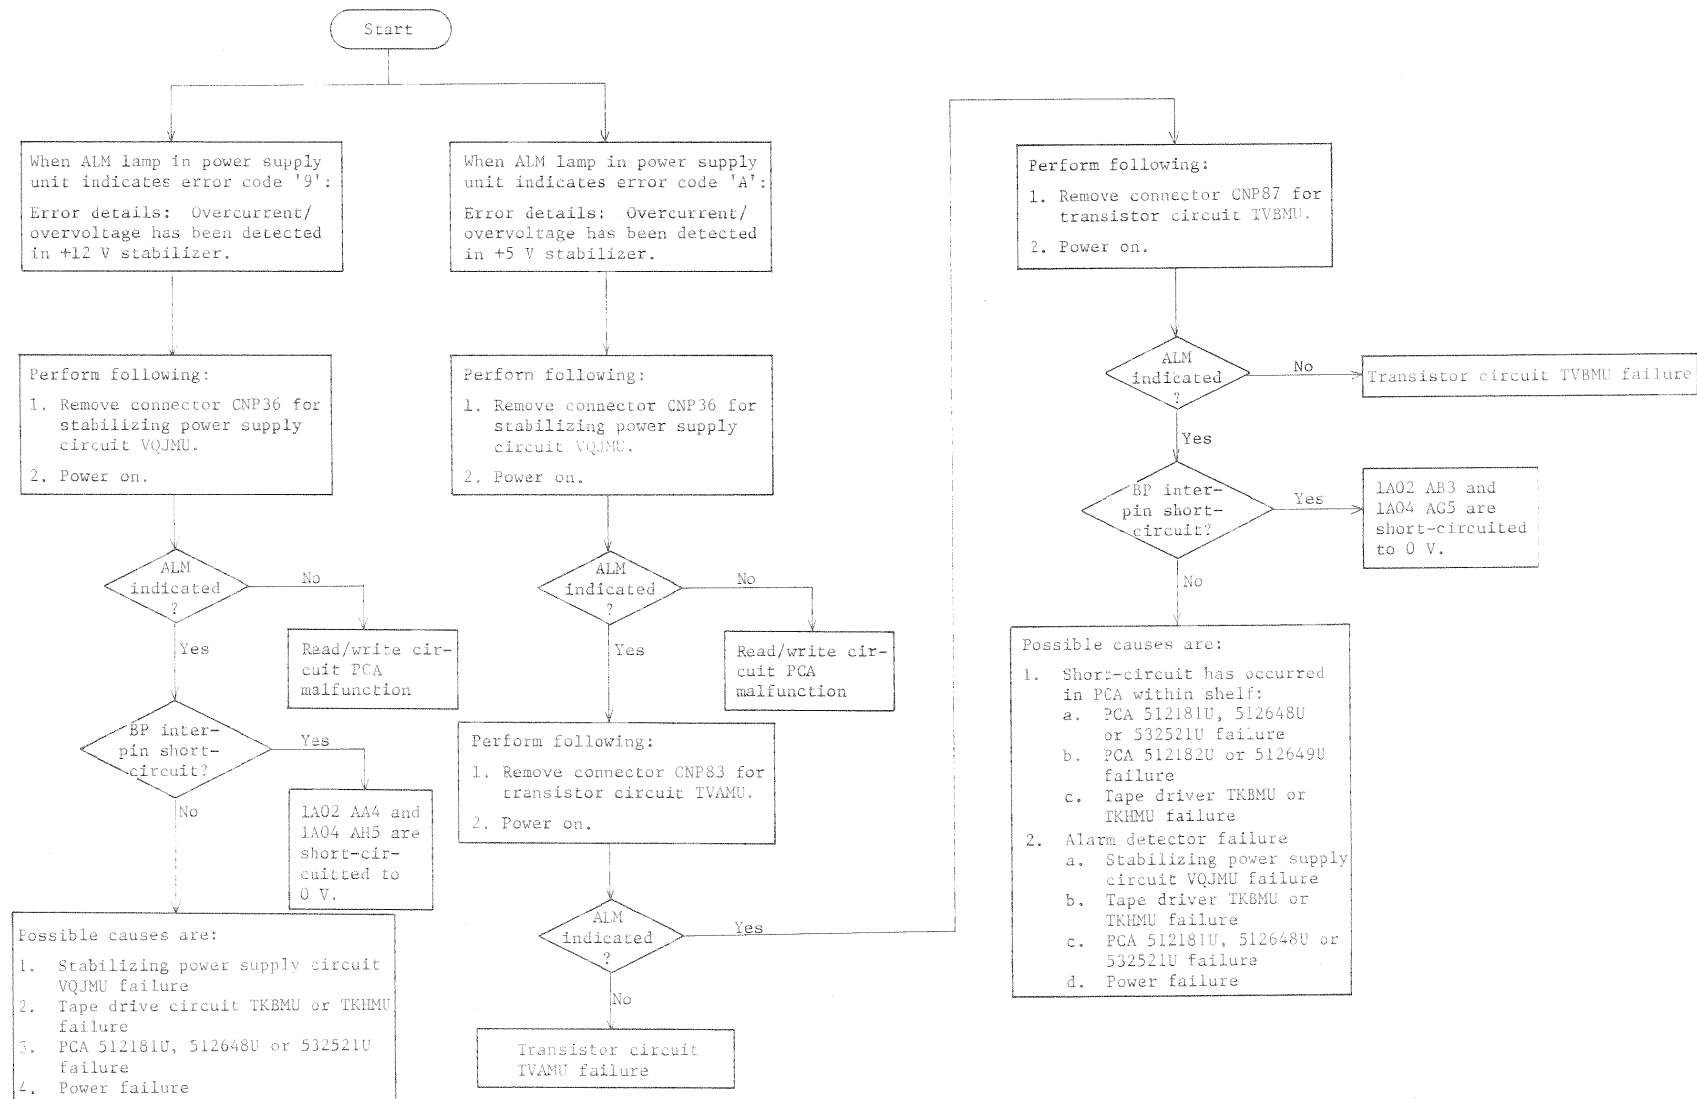 Start
When ALM lamp in power supply
unit indicates error code '9':
Error details: Overcurrent/
overvoltage has been detected
in +12 V stabilizer.
Perform following:
1. Remove connector CNP36 for
stabilizing power supply
circuit VQJMU.
2. Power on.
ALM
indicated
?
No
Read/write cir-
cuit PCA
malfunction
Yes
BP inter-
pin short-
circuit?
Yes
1A02 AA4 and
1A04 AH5 are
short-cir-
cuitted to
0 V.
No
Possible causes are:
1. Stabilizing power supply circuit
VQJMU failure
2. Tape drive circuit TKBMU or TKHMU
failure
3. PCA 512181U, 512648U or 532521U
failure
4. Power failure
When ALM lamp in power supply
unit indicates error code 'A':
Error details: Overcurrent/
overvoltage has been detected
in +5 V stabilizer.
Perform following:
1. Remove connector CNP36 for
stabilizing power supply
circuit VQJMU.
2. Power on.
ALM
indicated
?
No
Read/write cir-
cuit PCA
malfunction
Yes
Perform following:
1. Remove connector CNP83 for
transistor circuit TVAMU.
2. Power on.
ALM
indicated
?
Yes
No
Transistor circuit
TVAMU failure
Perform following:
1. Remove connector CNP87 for
transistor circuit TVBMU.
2. Power on.
ALM
indicated
?
No
Transistor circuit TVBMU failure
Yes
BP inter-
pin short-
circuit?
Yes
1A02 AB3 and
1A04 AG5 are
short-circuited
to 0 V.
No
Possible causes are:
1. Short-circuit has occurred
in PCA within shelf:
a. PCA 512181U, 512648U
or 532521U failure
b. PCA 512182U or 512649U
failure
c. Tape driver TKBMU or
TKHMU failure
2. Alarm detector failure
a. Stabilizing power supply
circuit VQJMU failure
b. Tape driver TKBMU or
TKHMU failure
c. PCA 512181U, 512648U or
532521U failure
d. Power failure